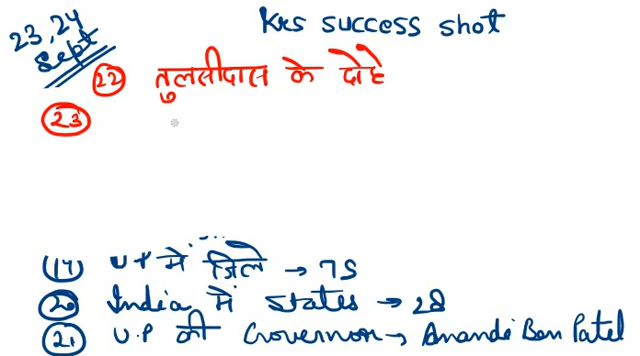 23, 24 Sept
Krs success shot
22 तुलसीदास के दोहे
23
19 U.P में जिले → 75
20 India में states → 28
21 U.P की Governor → Anandi Ben Patel